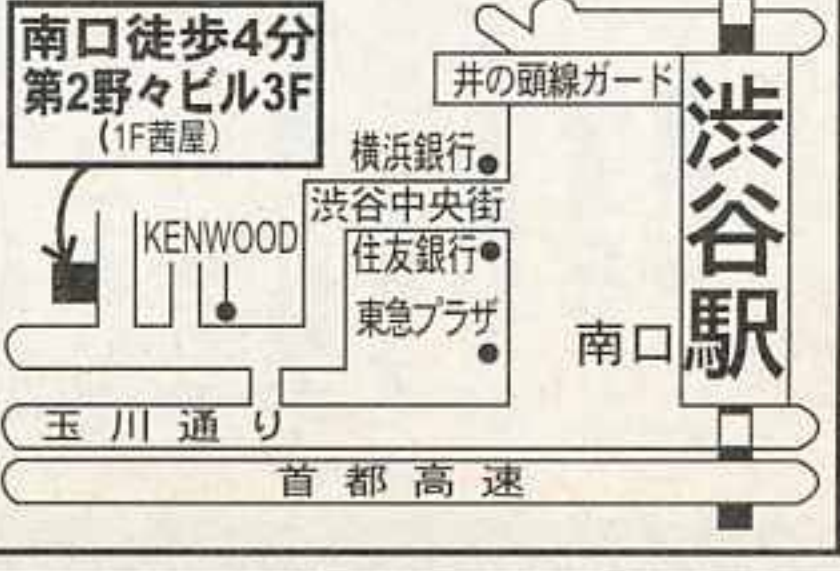 南口徒歩4分
第2野々ビル3F
(1F茜屋)
井の頭線ガード
渋谷駅
横浜銀行
渋谷中央街
KENWOOD
住友銀行
東急プラザ
南口
玉川通り
首都高速